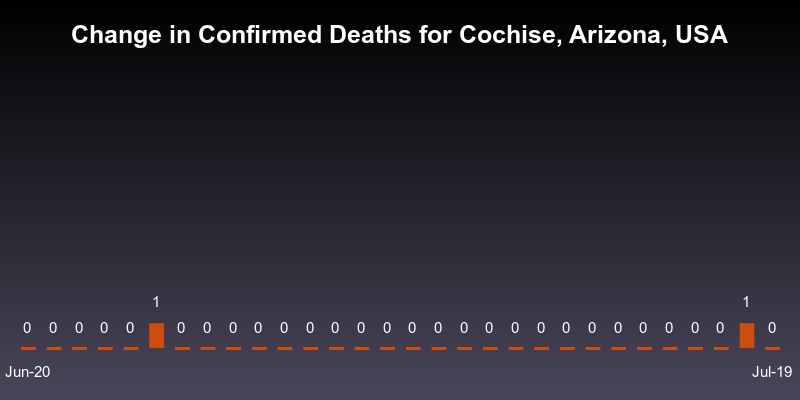 Change in Confirmed Deaths for Cochise, Arizona, USA
1 1
0 0 0 0 0 0 0 0 0 0 0 0 0 0 0 0 0 0 0 0 0 0 0 0 0 0 0 0
Jun-20 Jul-19